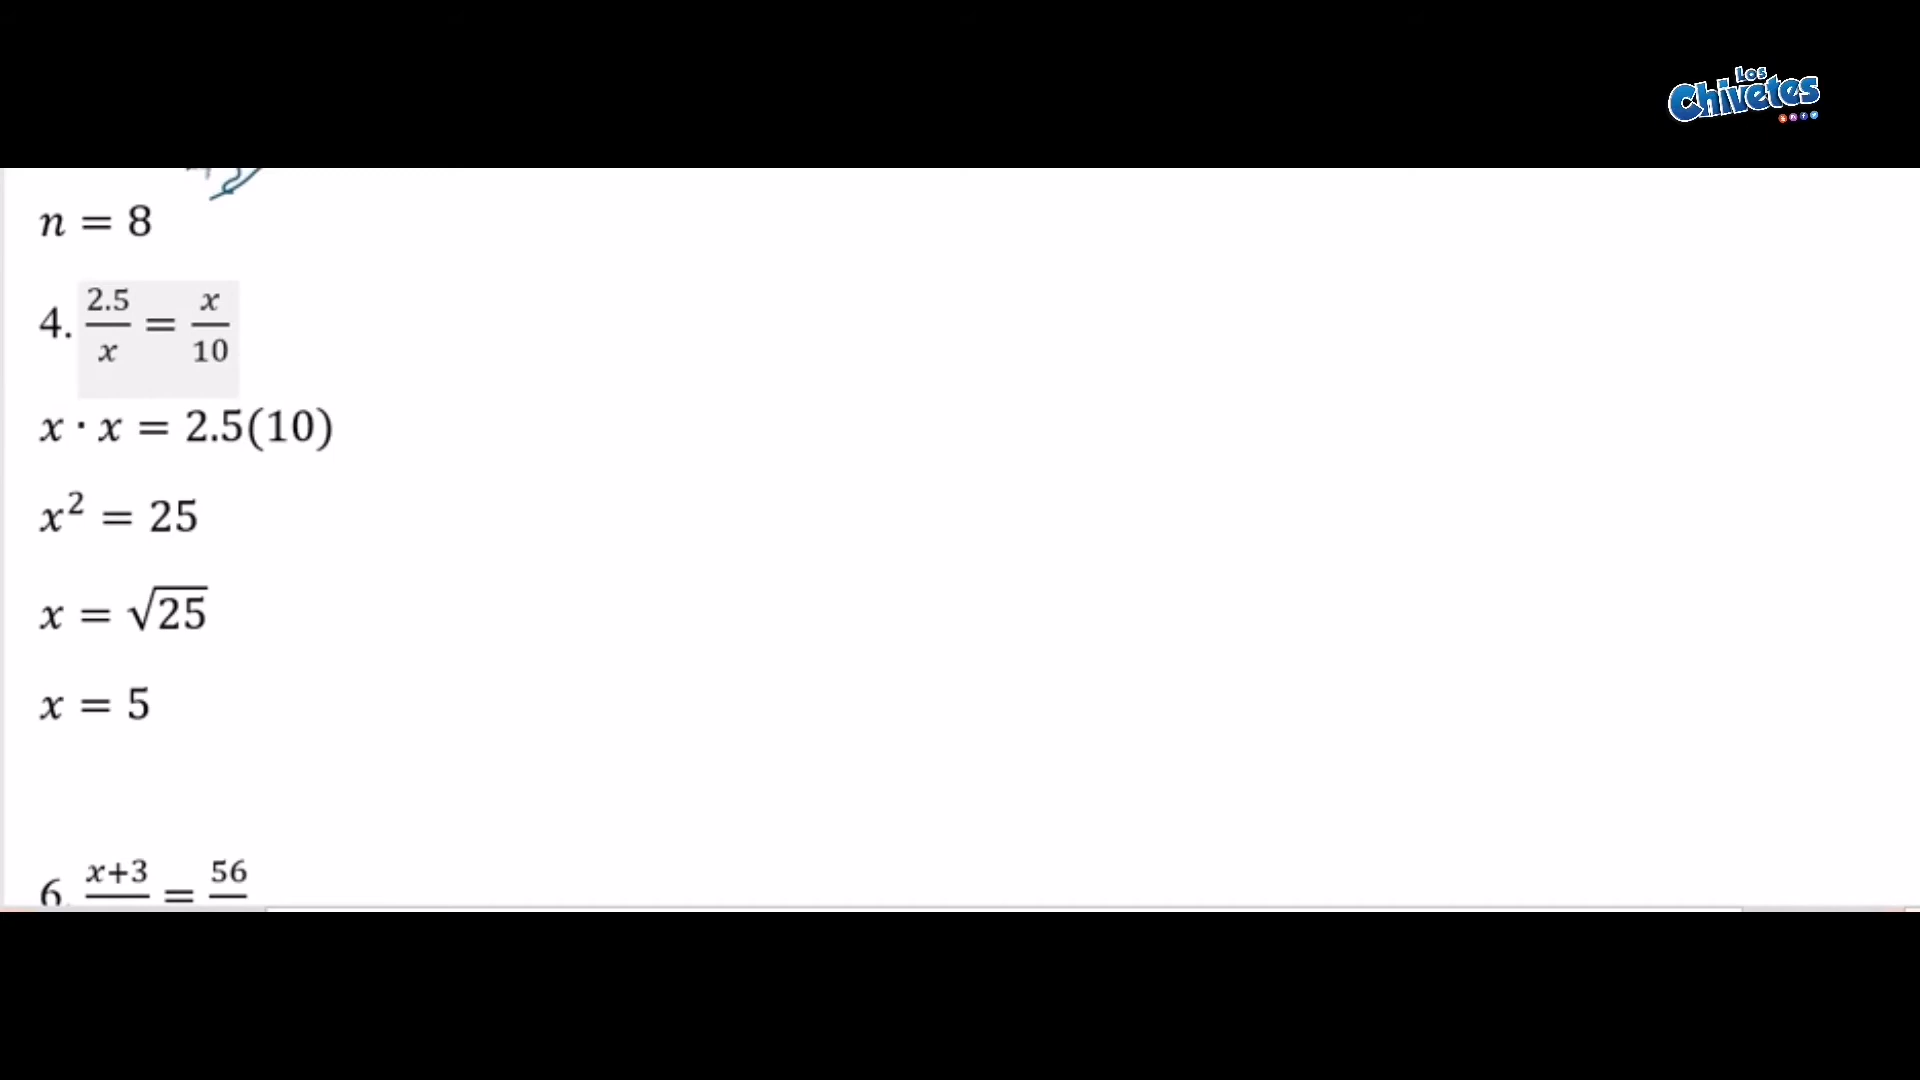 Los
Chivetes
n = 8
4. 2.5/x = x/10
x · x = 2.5(10)
x² = 25
x = √25
x = 5
6. x+3 = 56